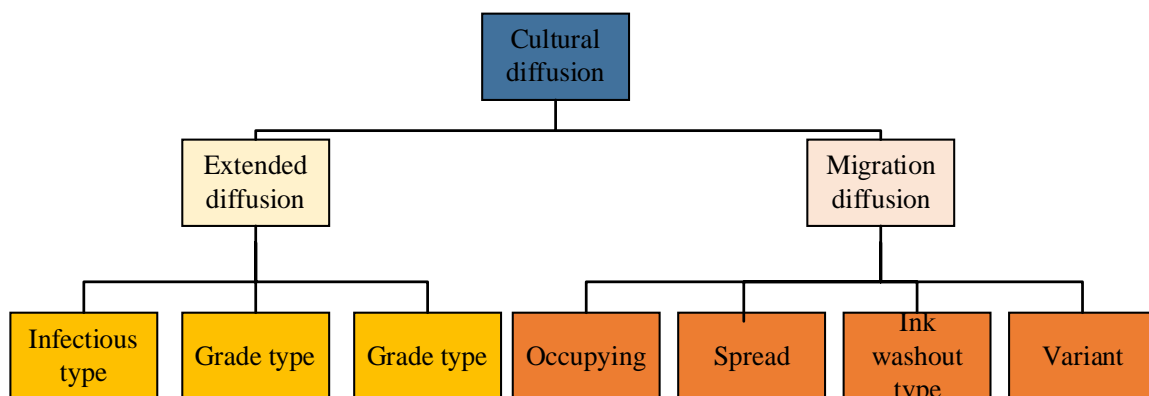 Cultural
diffusion
Extended
diffusion
Migration
diffusion
Infectious
type
Grade type
Grade type
Occupying
Spread
Ink
washout
type
Variant